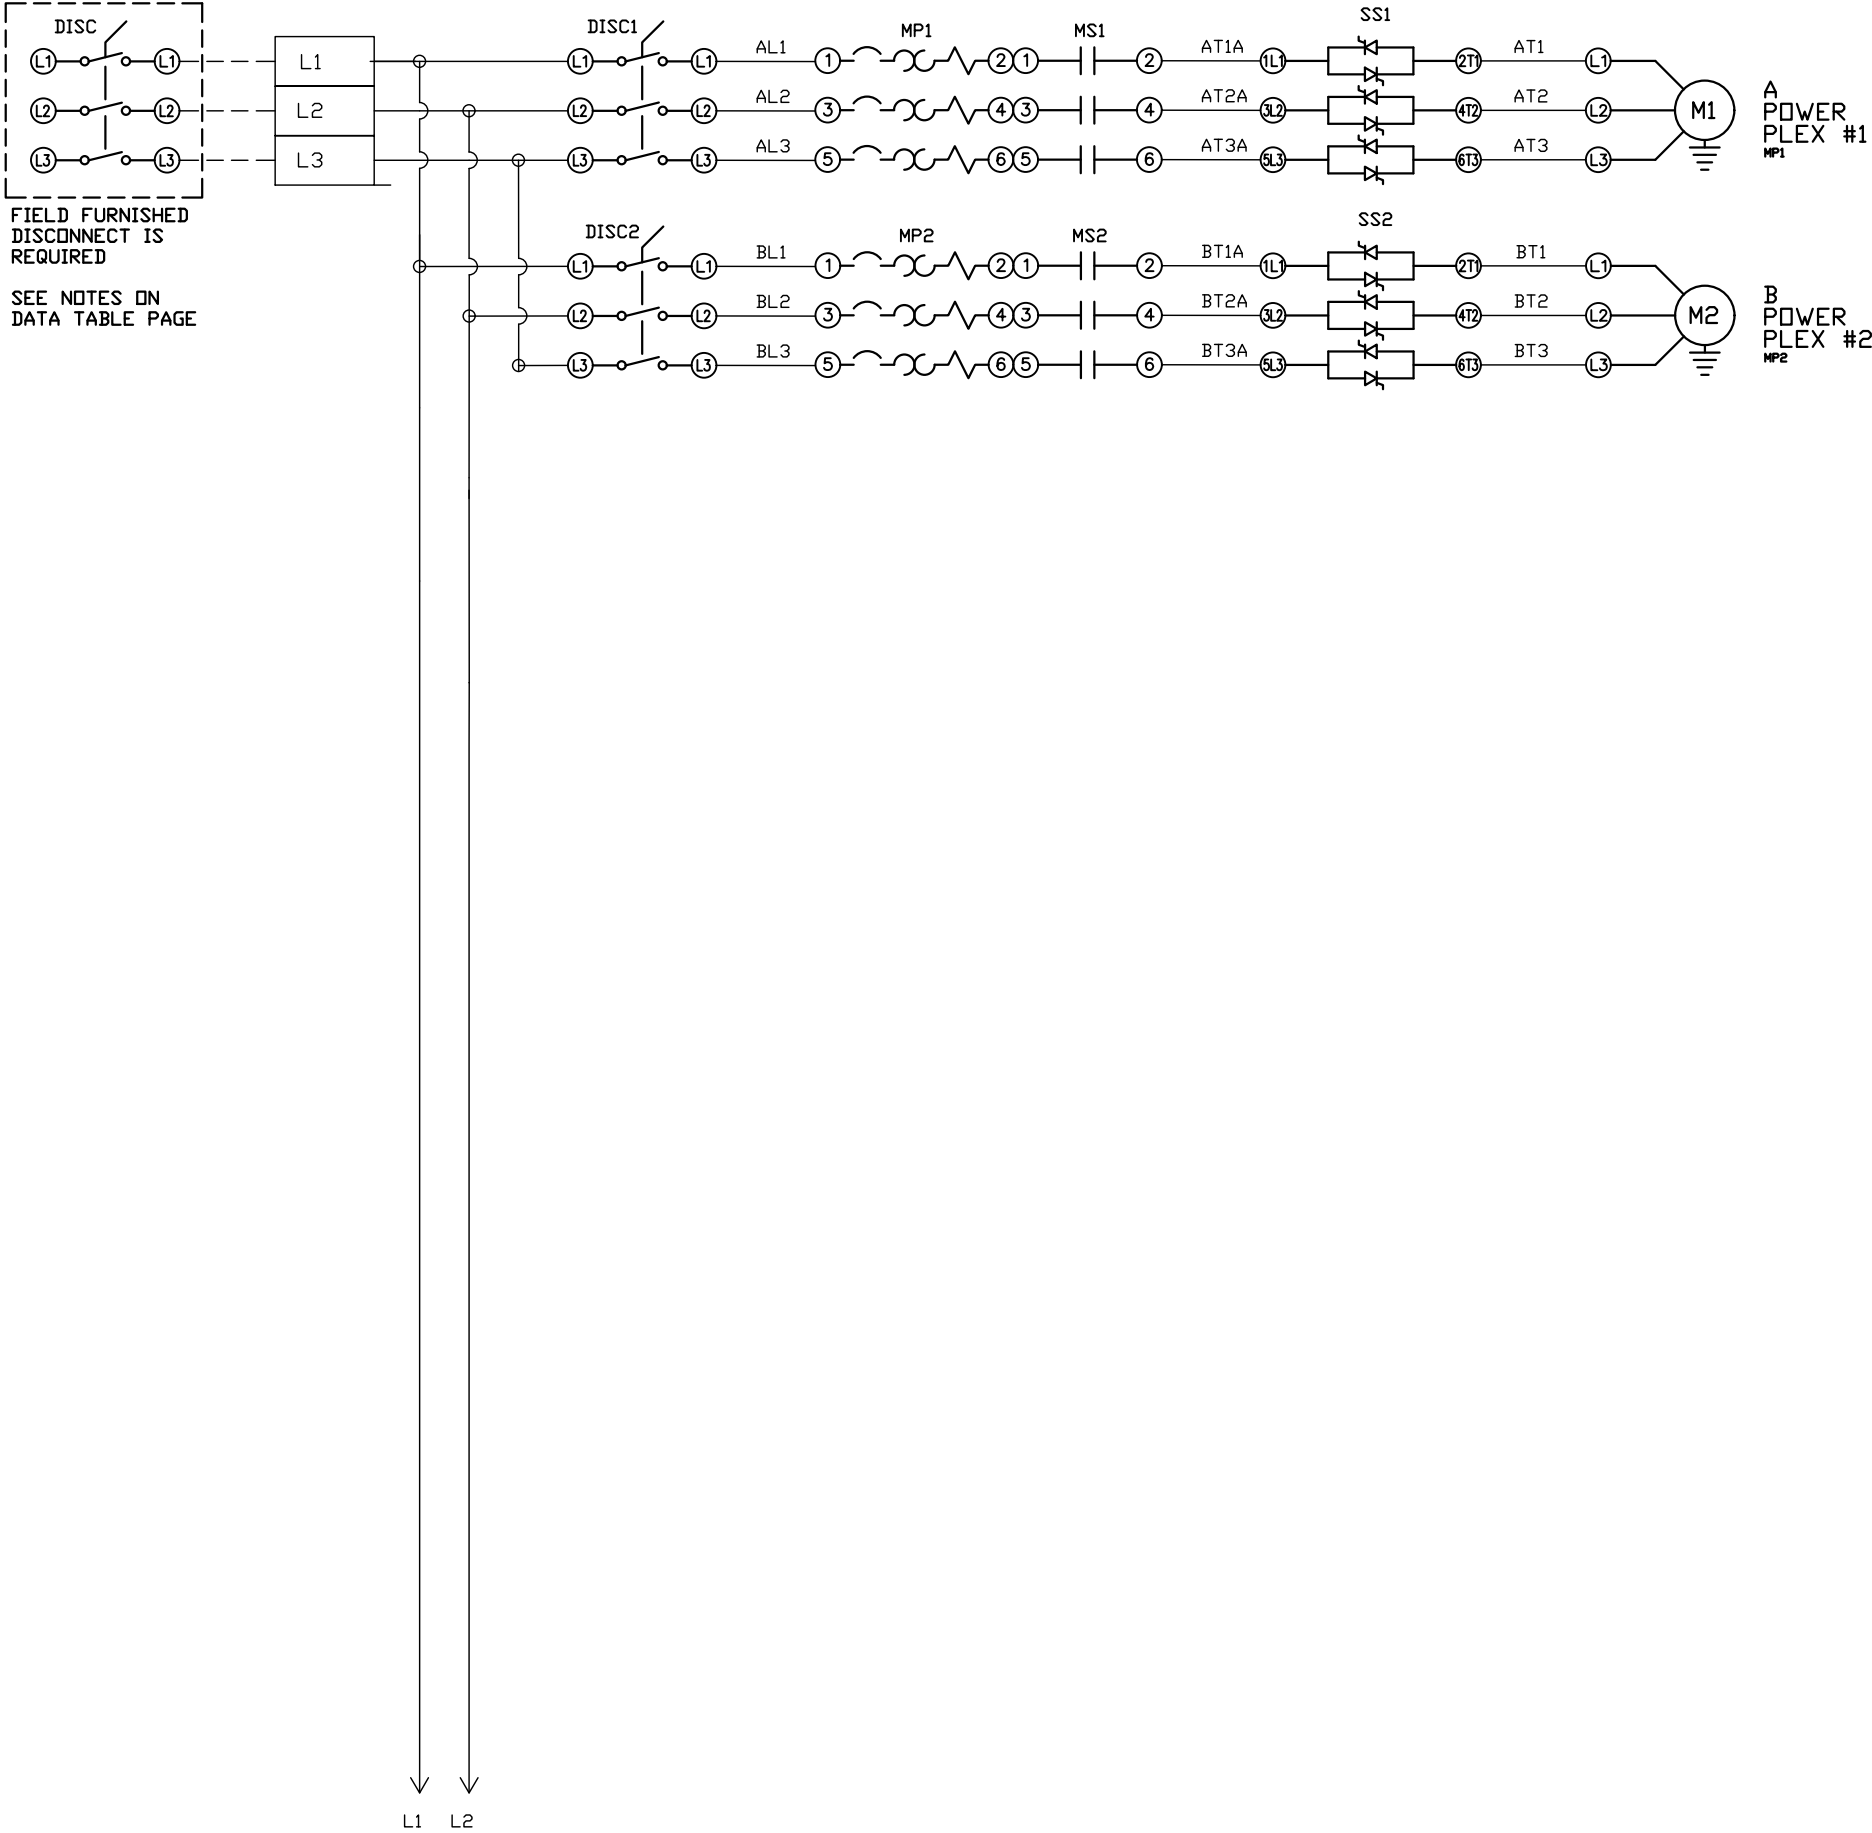 DISC
DISC1
MP1
MS1
SS1
L1 L1 L1 L1 L1 AL1 1 2 1 2 AT1A 1L1 2T1 AT1 L1
L2 L2 L2 L2 L2 AL2 3 4 3 4 AT2A 3L2 4T2 AT2 L2
L3 L3 L3 L3 L3 AL3 5 6 5 6 AT3A 5L3 6T3 AT3 L3
M1
A
POWER
PLEX #1
MP1
FIELD FURNISHED
DISCONNECT IS
REQUIRED
SEE NOTES ON
DATA TABLE PAGE
DISC2
MP2
MS2
SS2
L1 L1 BL1 1 2 1 2 BT1A 1L1 2T1 BT1 L1
L2 L2 BL2 3 4 3 4 BT2A 3L2 4T2 BT2 L2
L3 L3 BL3 5 6 5 6 BT3A 5L3 6T3 BT3 L3
M2
B
POWER
PLEX #2
MP2
L1 L2